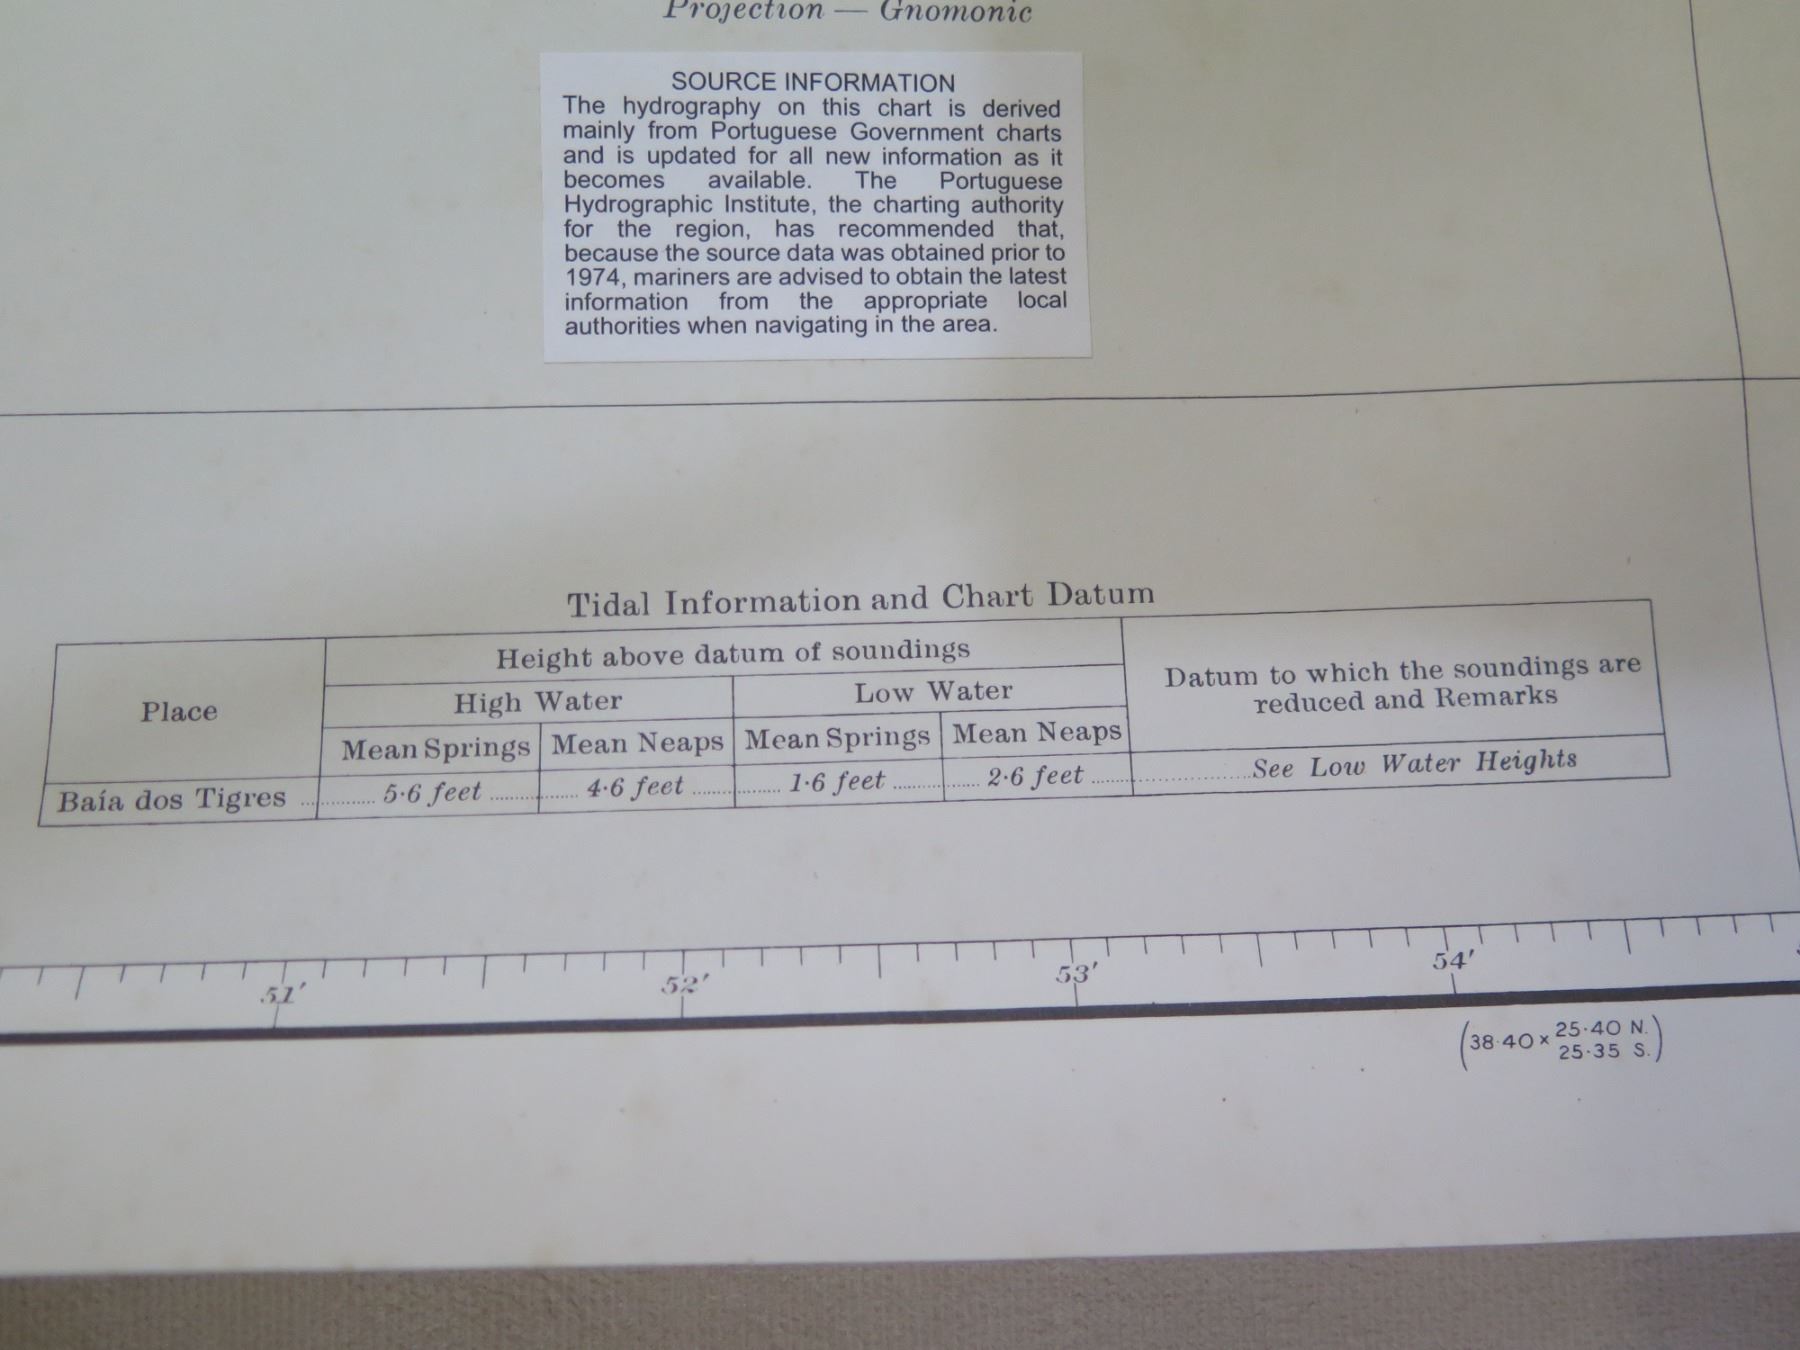 Projection — Gnomonic
SOURCE INFORMATION
The hydrography on this chart is derived
mainly from Portuguese Government charts
and is updated for all new information as it
becomes available. The Portuguese
Hydrographic Institute, the charting authority
for the region, has recommended that,
because the source data was obtained prior to
1974, mariners are advised to obtain the latest
information from the appropriate local
authorities when navigating in the area.
Tidal Information and Chart Datum
Place
Height above datum of soundings
High Water
Low Water
Mean Springs
Mean Neaps
Mean Springs
Mean Neaps
Datum to which the soundings are
reduced and Remarks
Baía dos Tigres ............... 5·6 feet ............... 4·6 feet ............... 1·6 feet ............... 2·6 feet .....................See Low Water Heights
51′ 52′ 53′ 54′
(38·40 × 25·40 N.
25·35 S.)